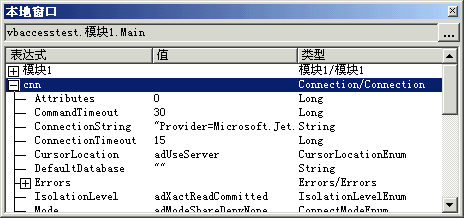 本地窗口
vbaccesstest.模块1.Main ...
表达式 值 类型
模块1 模块1/模块1
cnn Connection/Connection
Attributes 0 Long
CommandTimeout 30 Long
ConnectionString "Provider=Microsoft.Jet. String
ConnectionTimeout 15 Long
CursorLocation adUseServer CursorLocationEnum
DefaultDatabase "" String
Errors Errors/Errors
IsolationLevel adXactReadCommitted IsolationLevelEnum
Mode adModeShareDenyNone ConnectModeEnum